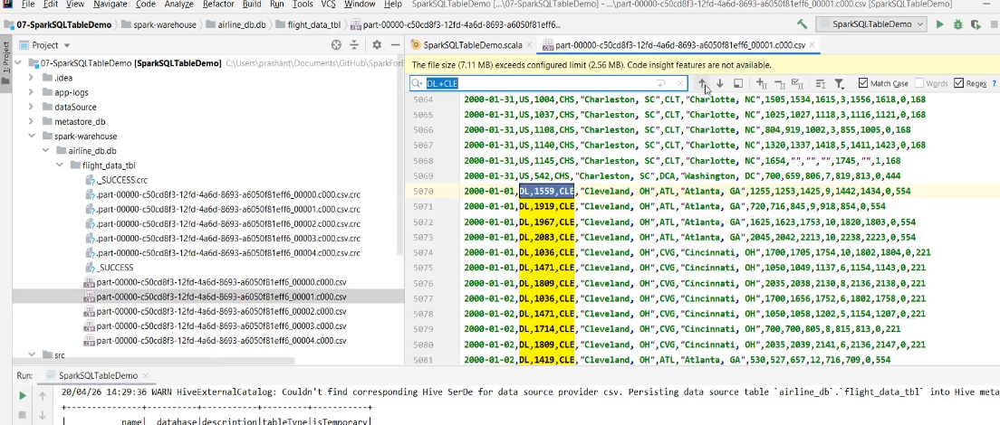 File Edit View Navigate Code Analyze Refactor Build Run Tools VCS Window Help SparkSQLTableDemo [...\07-SparkSQLTableDemo] - ...\part-00000-c50cd8f3-12fd-4a6d-8693-a6050f81eff6_00001.c000.csv [SparkSQLTableDemo]
07-SparkSQLTableDemo spark-warehouse airline_db.db flight_data_tbl part-00000-c50cd8f3-12fd-4a6d-8693-a6050f81eff6... SparkSQLTableDemo
Project
1: Project
SparkSQLTableDemo.scala part-00000-c50cd8f3-12fd-4a6d-8693-a6050f81eff6_00001.c000.csv
07-SparkSQLTableDemo [SparkSQLTableDemo] C:\Users\prashant\Documents\GitHub\SparkForE
.idea
app-logs
dataSource
metastore_db
spark-warehouse
airline_db.db
flight_data_tbl
._SUCCESS.crc
.part-00000-c50cd8f3-12fd-4a6d-8693-a6050f81eff6_00000.c000.csv.crc
.part-00000-c50cd8f3-12fd-4a6d-8693-a6050f81eff6_00001.c000.csv.crc
.part-00000-c50cd8f3-12fd-4a6d-8693-a6050f81eff6_00002.c000.csv.crc
.part-00000-c50cd8f3-12fd-4a6d-8693-a6050f81eff6_00003.c000.csv.crc
.part-00000-c50cd8f3-12fd-4a6d-8693-a6050f81eff6_00004.c000.csv.crc
_SUCCESS
part-00000-c50cd8f3-12fd-4a6d-8693-a6050f81eff6_00000.c000.csv
part-00000-c50cd8f3-12fd-4a6d-8693-a6050f81eff6_00001.c000.csv
part-00000-c50cd8f3-12fd-4a6d-8693-a6050f81eff6_00002.c000.csv
part-00000-c50cd8f3-12fd-4a6d-8693-a6050f81eff6_00003.c000.csv
part-00000-c50cd8f3-12fd-4a6d-8693-a6050f81eff6_00004.c000.csv
src
The file size (7.11 MB) exceeds configured limit (2.56 MB). Code insight features are not available.
DL.+CLE Match Case Words Regex ?
5064 2000-01-31,US,1004,CHS,"Charleston, SC",CLT,"Charlotte, NC",1505,1534,1615,3,1556,1618,0,168
5065 2000-01-31,US,1037,CHS,"Charleston, SC",CLT,"Charlotte, NC",1025,1027,1118,3,1116,1121,0,168
5066 2000-01-31,US,1108,CHS,"Charleston, SC",CLT,"Charlotte, NC",804,919,1002,3,855,1005,0,168
5067 2000-01-31,US,1140,CHS,"Charleston, SC",CLT,"Charlotte, NC",1320,1337,1418,5,1411,1423,0,168
5068 2000-01-31,US,1145,CHS,"Charleston, SC",CLT,"Charlotte, NC",1654,"","","",1745,"",1,168
5069 2000-01-31,US,542,CHS,"Charleston, SC",DCA,"Washington, DC",700,659,806,7,819,813,0,444
5070 2000-01-01,DL,1559,CLE,"Cleveland, OH",ATL,"Atlanta, GA",1255,1253,1425,9,1442,1434,0,554
5071 2000-01-01,DL,1919,CLE,"Cleveland, OH",ATL,"Atlanta, GA",720,716,845,9,918,854,0,554
5072 2000-01-01,DL,1967,CLE,"Cleveland, OH",ATL,"Atlanta, GA",1625,1623,1753,10,1820,1803,0,554
5073 2000-01-01,DL,2083,CLE,"Cleveland, OH",ATL,"Atlanta, GA",2045,2042,2213,10,2238,2223,0,554
5074 2000-01-01,DL,1036,CLE,"Cleveland, OH",CVG,"Cincinnati, OH",1700,1705,1754,10,1802,1804,0,221
5075 2000-01-01,DL,1471,CLE,"Cleveland, OH",CVG,"Cincinnati, OH",1050,1049,1137,6,1154,1143,0,221
5076 2000-01-01,DL,1809,CLE,"Cleveland, OH",CVG,"Cincinnati, OH",2035,2038,2130,8,2136,2138,0,221
5077 2000-01-02,DL,1036,CLE,"Cleveland, OH",CVG,"Cincinnati, OH",1700,1656,1752,6,1802,1758,0,221
5078 2000-01-02,DL,1471,CLE,"Cleveland, OH",CVG,"Cincinnati, OH",1050,1058,1202,5,1154,1207,0,221
5079 2000-01-02,DL,1714,CLE,"Cleveland, OH",CVG,"Cincinnati, OH",700,700,805,8,815,813,0,221
5080 2000-01-02,DL,1809,CLE,"Cleveland, OH",CVG,"Cincinnati, OH",2035,2039,2141,6,2136,2147,0,221
5081 2000-01-02,DL,1419,CLE,"Cleveland, OH",ATL,"Atlanta, GA",530,527,657,12,716,709,0,554
Run: SparkSQLTableDemo
20/04/26 14:29:36 WARN HiveExternalCatalog: Couldn't find corresponding Hive SerDe for data source provider csv. Persisting data source table `airline_db`.`flight_data_tbl` into Hive meta
+---------------+----------+-----------+---------+-----------+
| name| database|description|tableType|isTemporary|